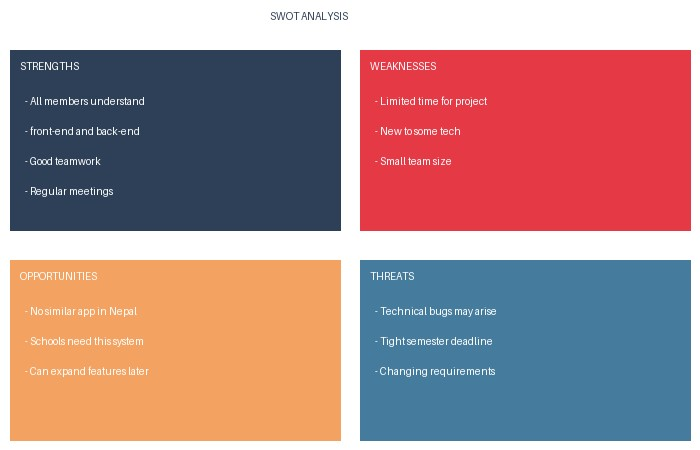 SWOT ANALYSIS
STRENGTHS
- All members understand
- front-end and back-end
- Good teamwork
- Regular meetings
WEAKNESSES
- Limited time for project
- New to some tech
- Small team size
OPPORTUNITIES
- No similar app in Nepal
- Schools need this system
- Can expand features later
THREATS
- Technical bugs may arise
- Tight semester deadline
- Changing requirements